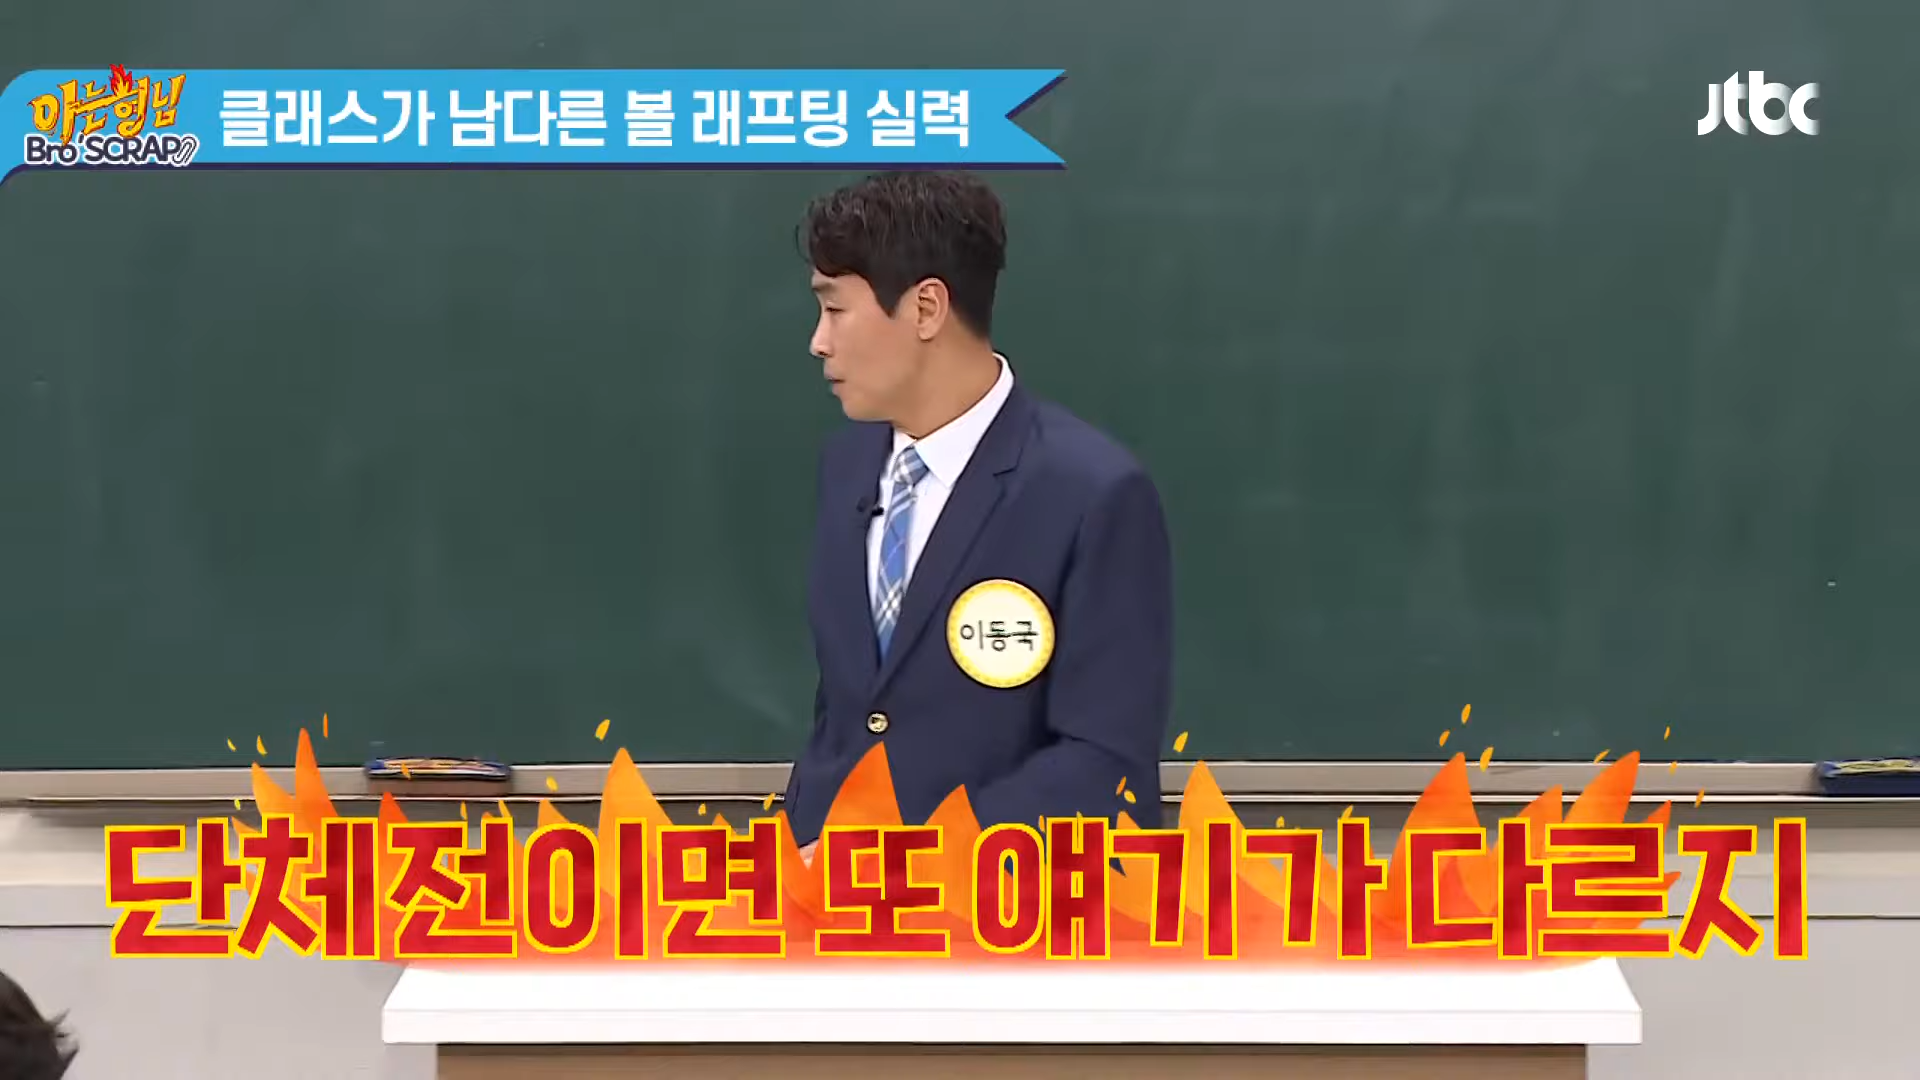 아는형님
Bro'SCRAP
클래스가 남다른 볼 래프팅 실력
jtbc
이동국
단체전이면 또 얘기가 다르지